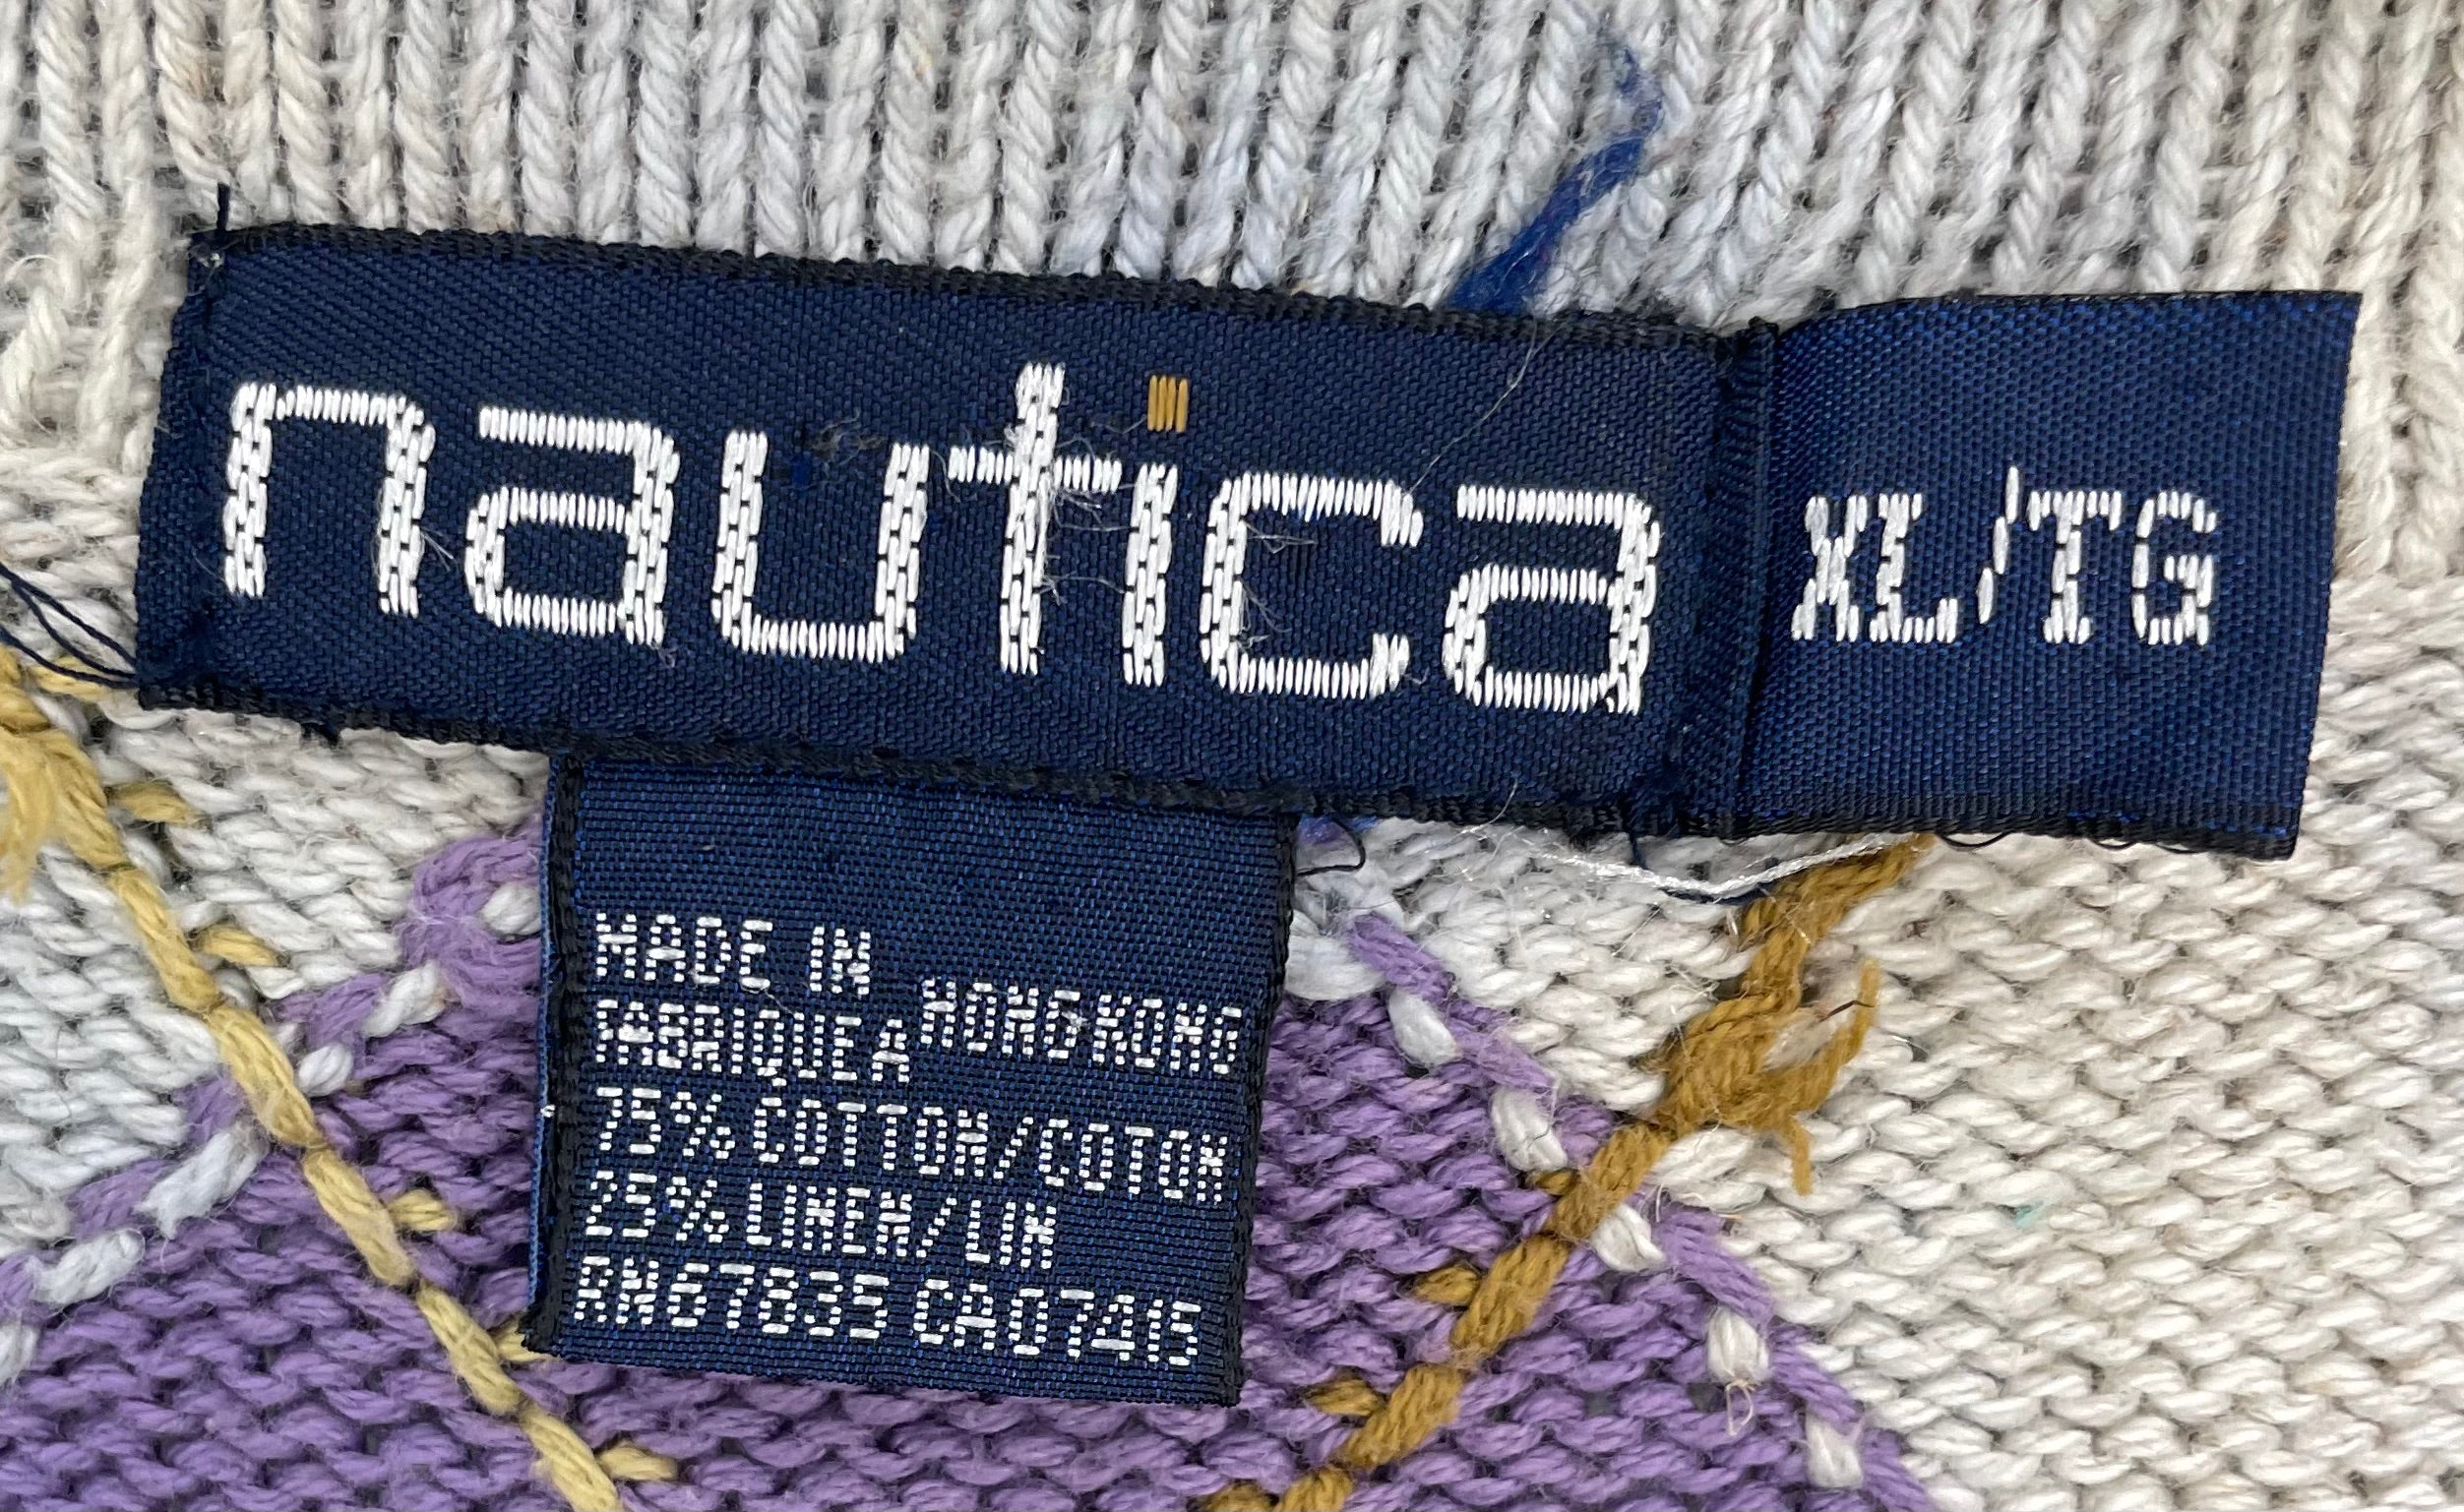 nautica
XL/TG
MADE IN
FABRIQUE A HONG KONG
75% COTTON/COTON
25% LINEN/LIN
RN67835 CA07415